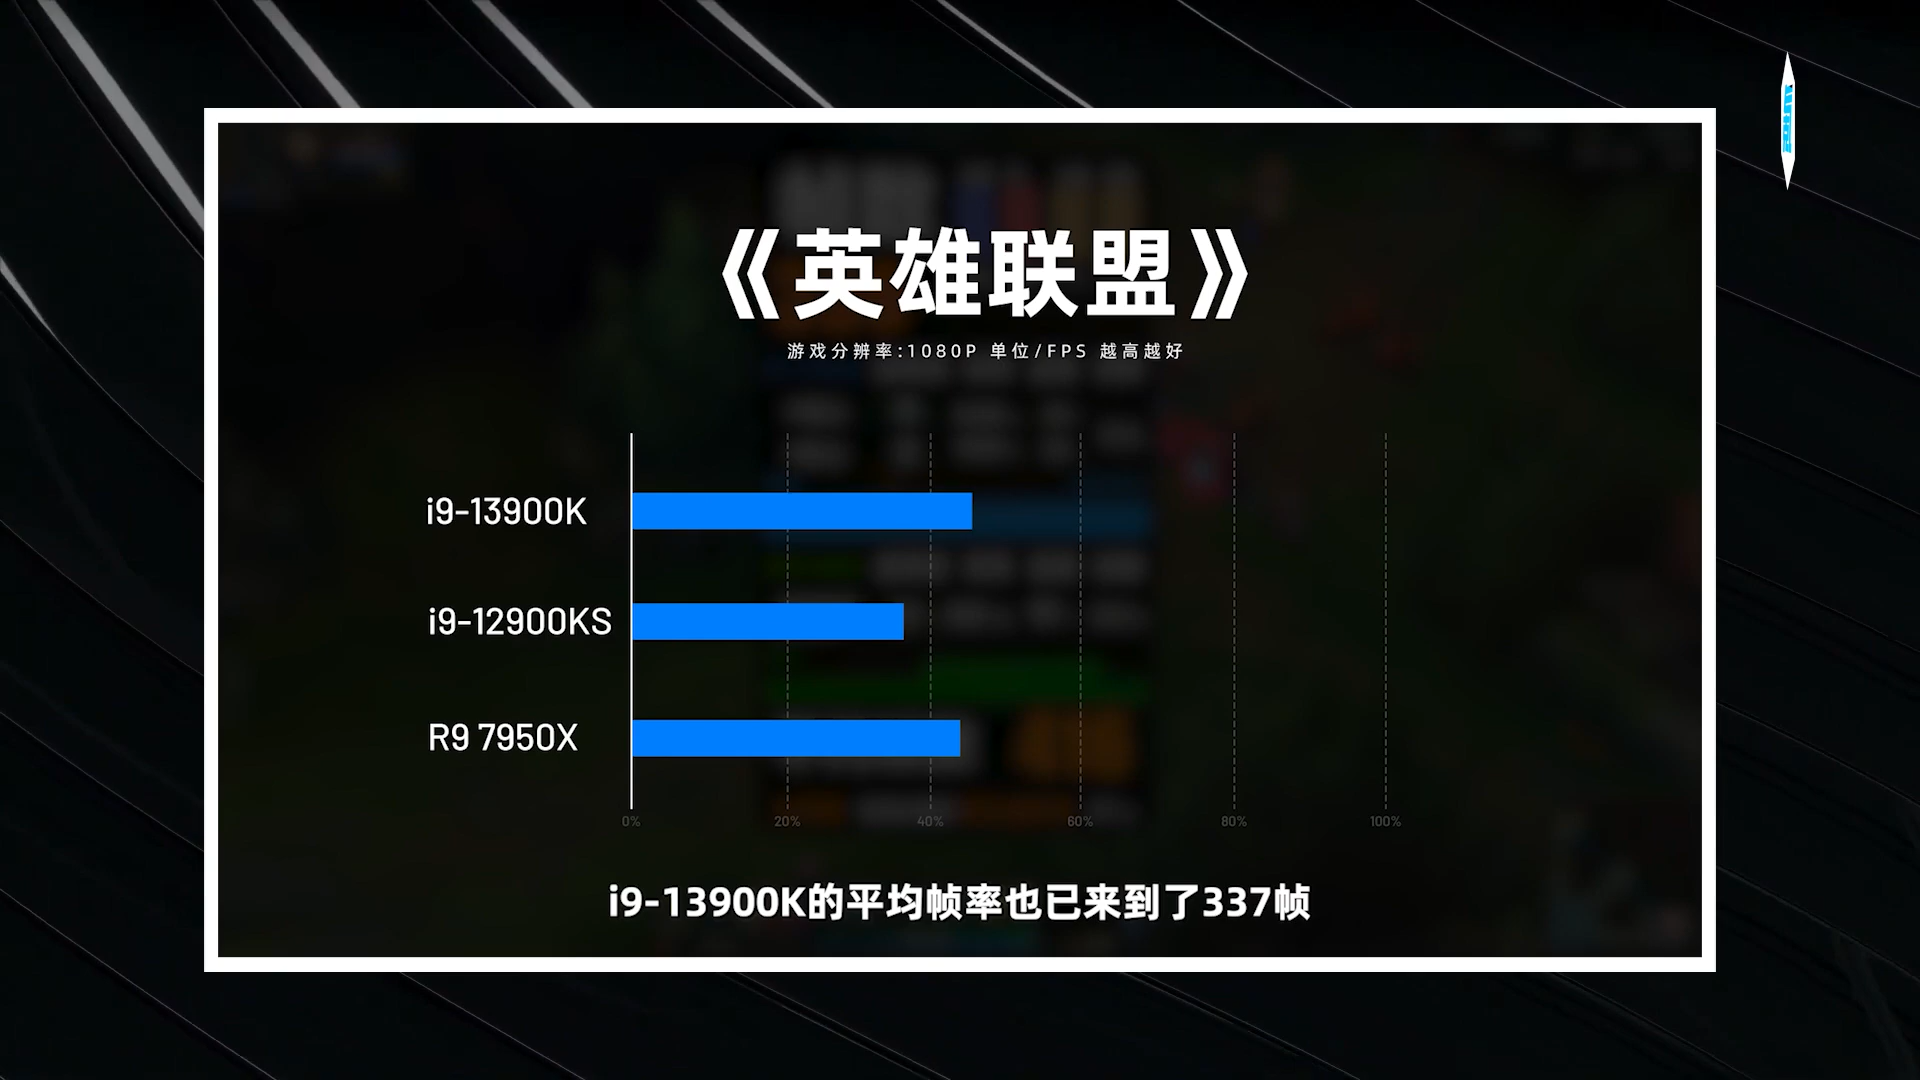 《英雄联盟》
游戏分辨率:1080P 单位/FPS 越高越好
i9-13900K
i9-12900KS
R9 7950X
0% 20% 40% 60% 80% 100%
i9-13900K的平均帧率也已来到了337帧